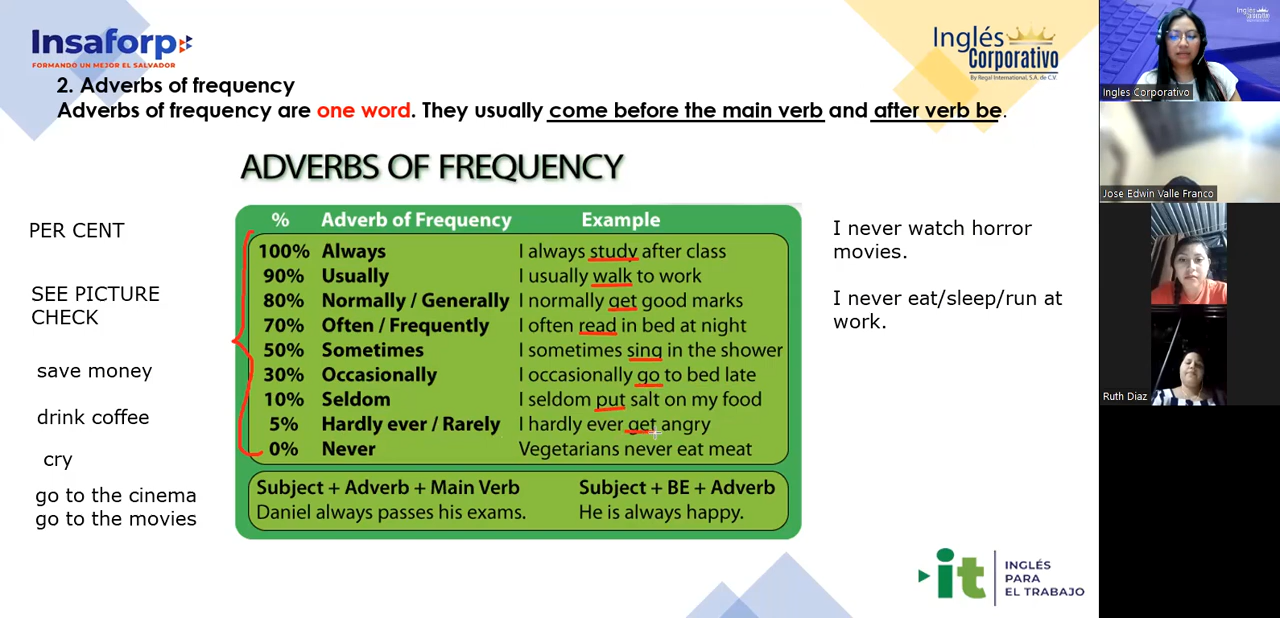 Insaforp
FORMANDO UN MEJOR EL SALVADOR
Inglés
Corporativo
By Regal International, S.A. de C.V.
2. Adverbs of frequency
Adverbs of frequency are one word. They usually come before the main verb and after verb be.
ADVERBS OF FREQUENCY
PER CENT
SEE PICTURE
CHECK
save money
drink coffee
cry
go to the cinema
go to the movies
% Adverb of Frequency Example
100% Always I always study after class
90% Usually I usually walk to work
80% Normally / Generally I normally get good marks
70% Often / Frequently I often read in bed at night
50% Sometimes I sometimes sing in the shower
30% Occasionally I occasionally go to bed late
10% Seldom I seldom put salt on my food
5% Hardly ever / Rarely I hardly ever get angry
0% Never Vegetarians never eat meat
Subject + Adverb + Main Verb Subject + BE + Adverb
Daniel always passes his exams. He is always happy.
I never watch horror
movies.
I never eat/sleep/run at
work.
it
INGLÉS
PARA
EL TRABAJO
Inglés
Corporativo
Ingles Corporativo
Jose Edwin Valle Franco
Ruth Diaz